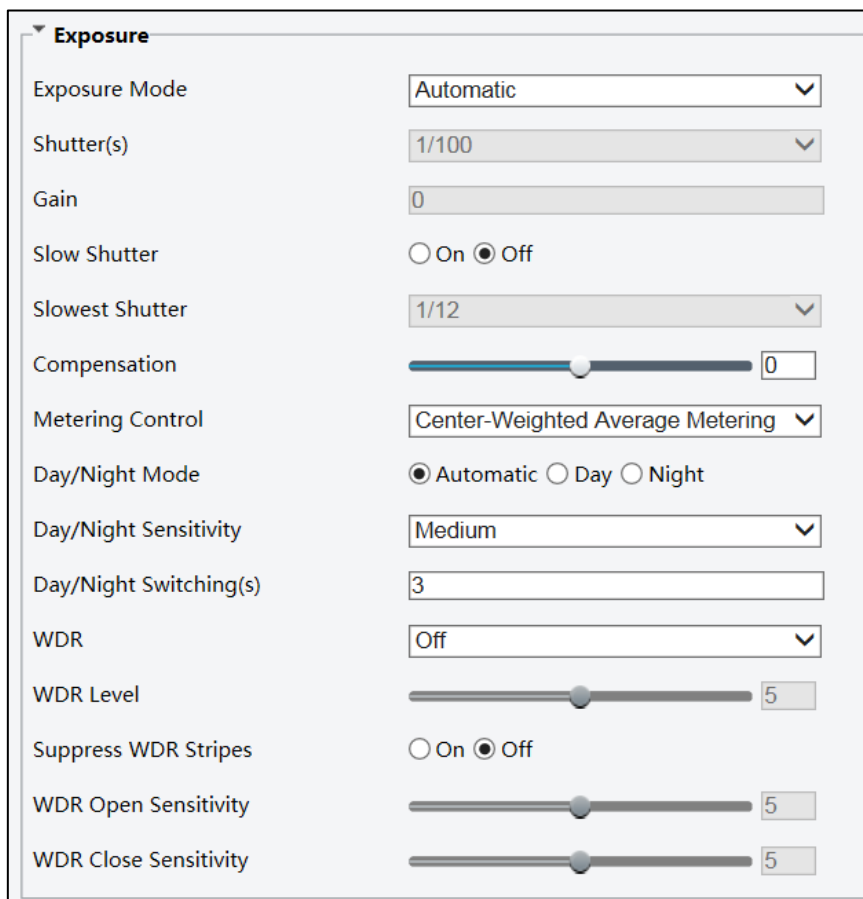 Exposure
Exposure Mode Automatic
Shutter(s) 1/100
Gain 0
Slow Shutter On Off
Slowest Shutter 1/12
Compensation 0
Metering Control Center-Weighted Average Metering
Day/Night Mode Automatic Day Night
Day/Night Sensitivity Medium
Day/Night Switching(s) 3
WDR Off
WDR Level 5
Suppress WDR Stripes On Off
WDR Open Sensitivity 5
WDR Close Sensitivity 5